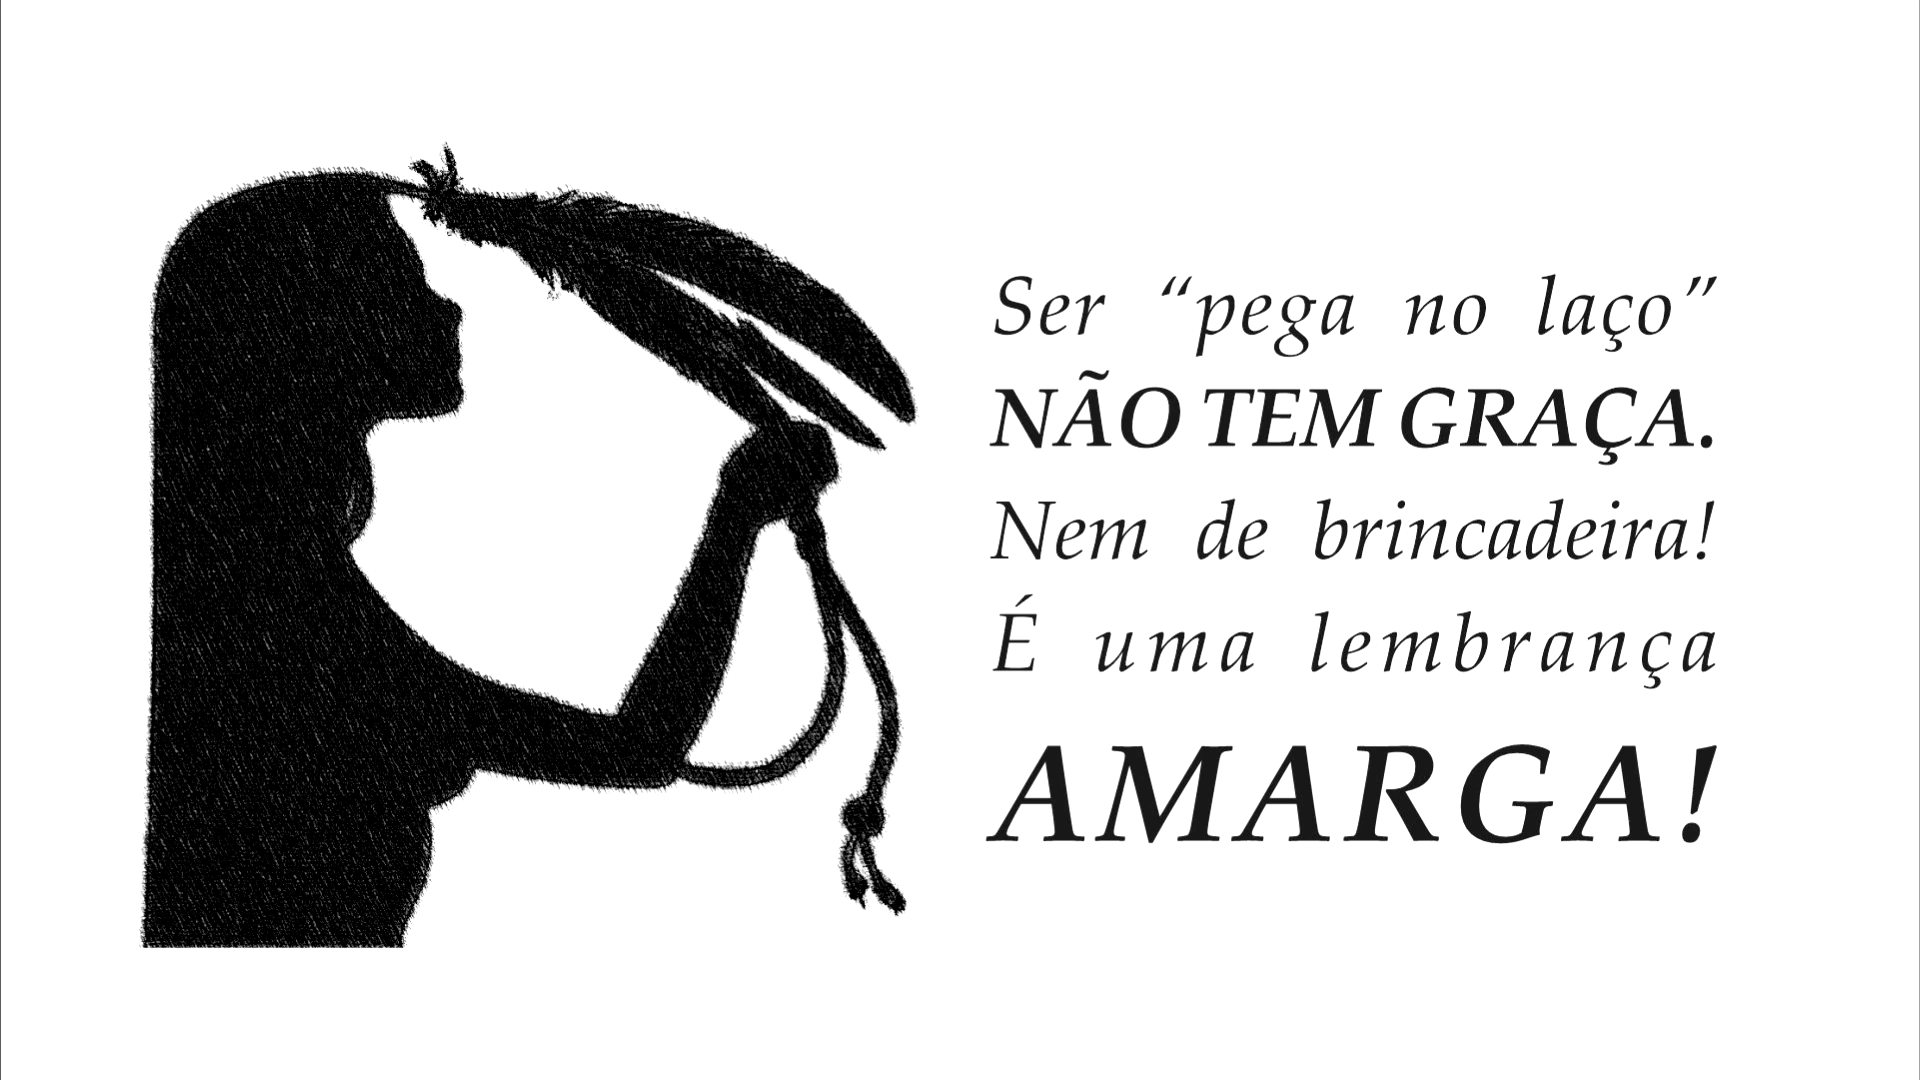 Ser “pega no laço”
NÃO TEM GRAÇA.
Nem de brincadeira!
É uma lembrança
AMARGA!